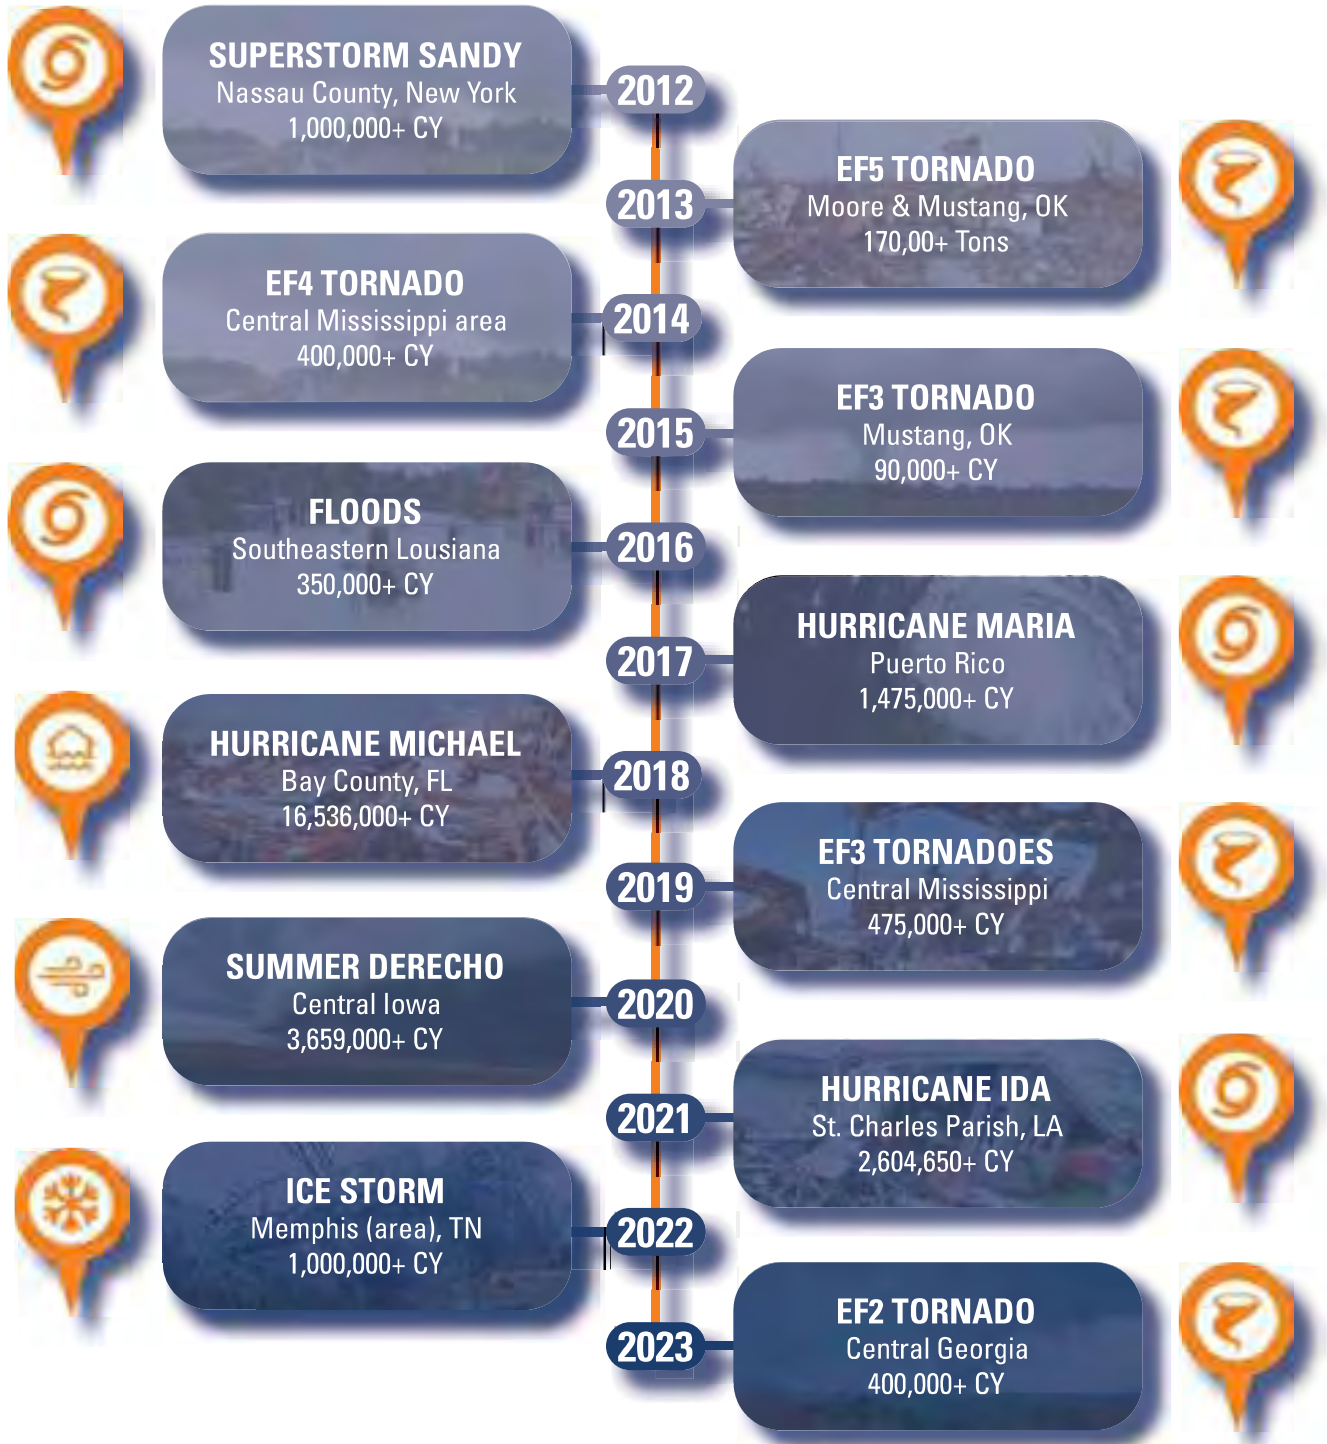 SUPERSTORM SANDY
Nassau County, New York
1,000,000+ CY
2012
EF5 TORNADO
Moore & Mustang, OK
170,00+ Tons
2013
EF4 TORNADO
Central Mississippi area
400,000+ CY
2014
EF3 TORNADO
Mustang, OK
90,000+ CY
2015
FLOODS
Southeastern Lousiana
350,000+ CY
2016
HURRICANE MARIA
Puerto Rico
1,475,000+ CY
2017
HURRICANE MICHAEL
Bay County, FL
16,536,000+ CY
2018
EF3 TORNADOES
Central Mississippi
475,000+ CY
2019
SUMMER DERECHO
Central Iowa
3,659,000+ CY
2020
HURRICANE IDA
St. Charles Parish, LA
2,604,650+ CY
2021
ICE STORM
Memphis (area), TN
1,000,000+ CY
2022
EF2 TORNADO
Central Georgia
400,000+ CY
2023